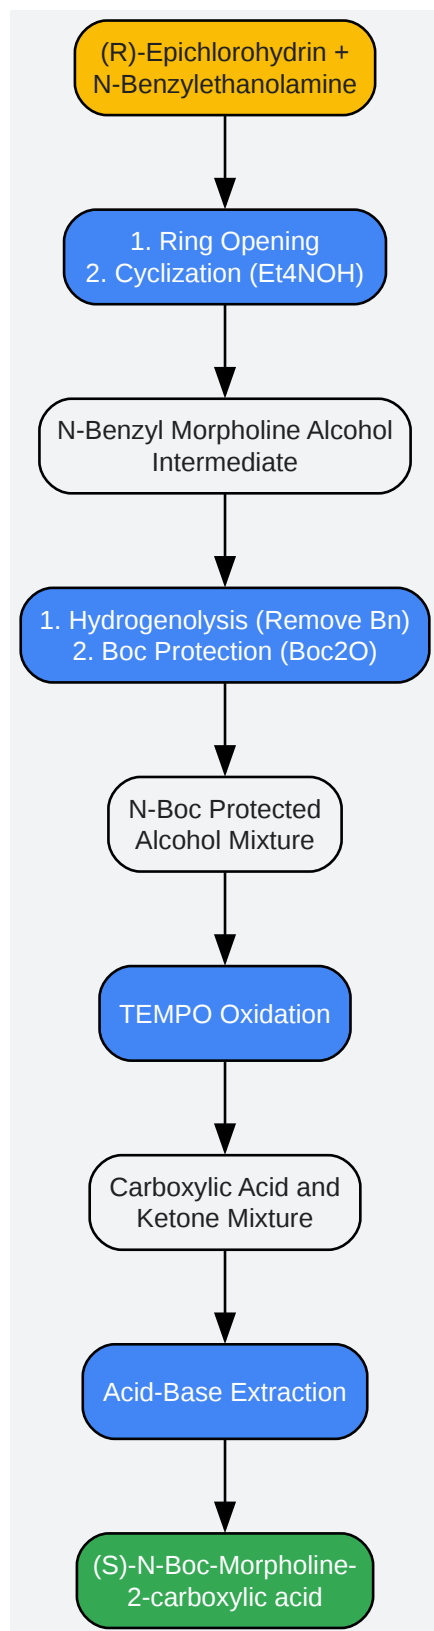 (R)-Epichlorohydrin +
N-Benzylethanolamine
1. Ring Opening
2. Cyclization (Et4NOH)
N-Benzyl Morpholine Alcohol
Intermediate
1. Hydrogenolysis (Remove Bn)
2. Boc Protection (Boc2O)
N-Boc Protected
Alcohol Mixture
TEMPO Oxidation
Carboxylic Acid and
Ketone Mixture
Acid-Base Extraction
(S)-N-Boc-Morpholine-
2-carboxylic acid